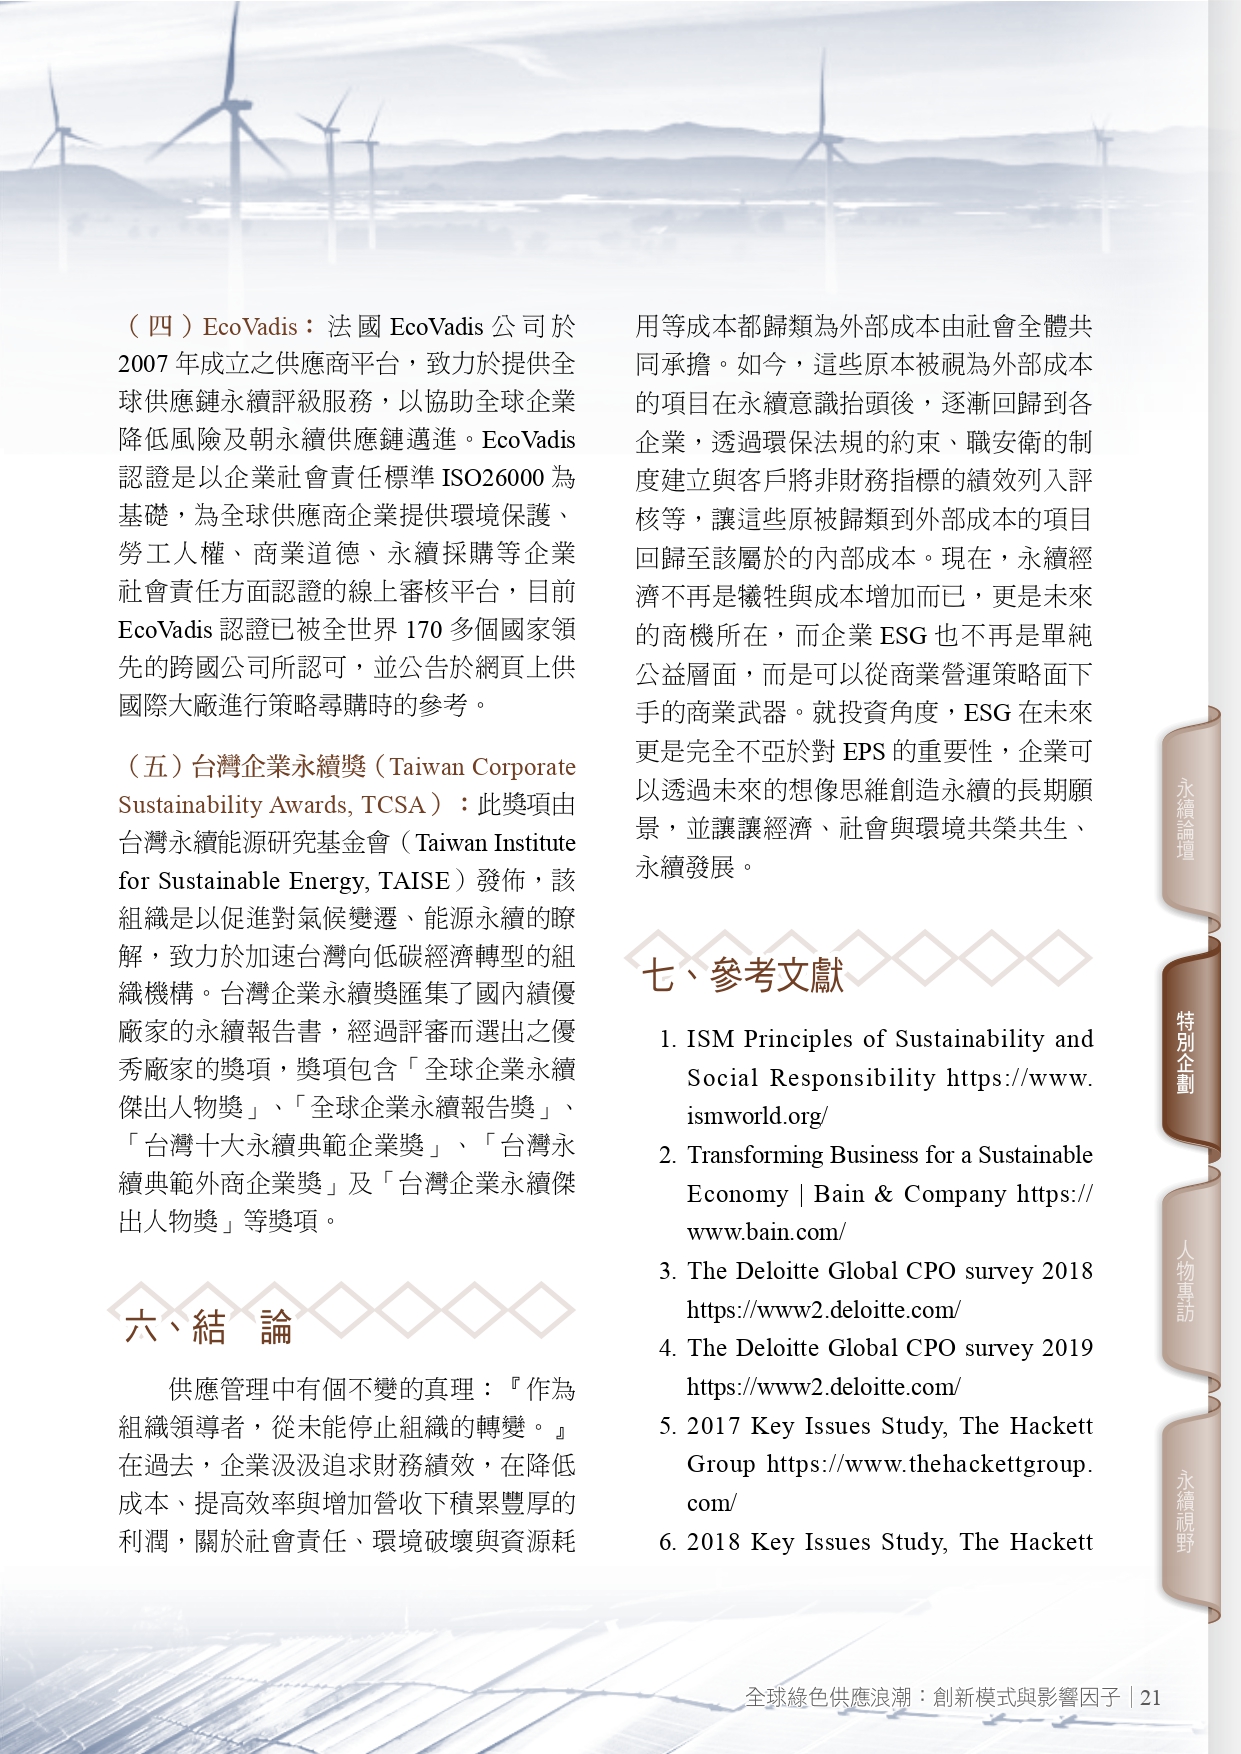 （四）EcoVadis：法國 EcoVadis 公司於
2007 年成立之供應商平台，致力於提供全
球供應鏈永續評級服務，以協助全球企業
降低風險及朝永續供應鏈邁進。EcoVadis
認證是以企業社會責任標準 ISO26000 為
基礎，為全球供應商企業提供環境保護、
勞工人權、商業道德、永續採購等企業
社會責任方面認證的線上審核平台，目前
EcoVadis 認證已被全世界 170 多個國家領
先的跨國公司所認可，並公告於網頁上供
國際大廠進行策略尋購時的參考。
（五）台灣企業永續獎（Taiwan Corporate
Sustainability Awards, TCSA）：此獎項由
台灣永續能源研究基金會（Taiwan Institute
for Sustainable Energy, TAISE）發佈，該
組織是以促進對氣候變遷、能源永續的瞭
解，致力於加速台灣向低碳經濟轉型的組
織機構。台灣企業永續獎匯集了國內績優
廠家的永續報告書，經過評審而選出之優
秀廠家的獎項，獎項包含「全球企業永續
傑出人物獎」、「全球企業永續報告獎」、
「台灣十大永續典範企業獎」、「台灣永
續典範外商企業獎」及「台灣企業永續傑
出人物獎」等獎項。
六、結　論
供應管理中有個不變的真理：『作為
組織領導者，從未能停止組織的轉變。』
在過去，企業汲汲追求財務績效，在降低
成本、提高效率與增加營收下積累豐厚的
利潤，關於社會責任、環境破壞與資源耗
用等成本都歸類為外部成本由社會全體共
同承擔。如今，這些原本被視為外部成本
的項目在永續意識抬頭後，逐漸回歸到各
企業，透過環保法規的約束、職安衛的制
度建立與客戶將非財務指標的績效列入評
核等，讓這些原被歸類到外部成本的項目
回歸至該屬於的內部成本。現在，永續經
濟不再是犧牲與成本增加而已，更是未來
的商機所在，而企業 ESG 也不再是單純
公益層面，而是可以從商業營運策略面下
手的商業武器。就投資角度，ESG 在未來
更是完全不亞於對 EPS 的重要性，企業可
以透過未來的想像思維創造永續的長期願
景，並讓讓經濟、社會與環境共榮共生、
永續發展。
七、參考文獻
1. ISM Principles of Sustainability and
Social Responsibility https://www.
ismworld.org/
2. Transforming Business for a Sustainable
Economy | Bain & Company https://
www.bain.com/
3. The Deloitte Global CPO survey 2018
https://www2.deloitte.com/
4. The Deloitte Global CPO survey 2019
https://www2.deloitte.com/
5. 2017 Key Issues Study, The Hackett
Group https://www.thehackettgroup.
com/
6. 2018 Key Issues Study, The Hackett
永續論壇
特別企劃
人物專訪
永續視野
全球綠色供應浪潮：創新模式與影響因子 | 21